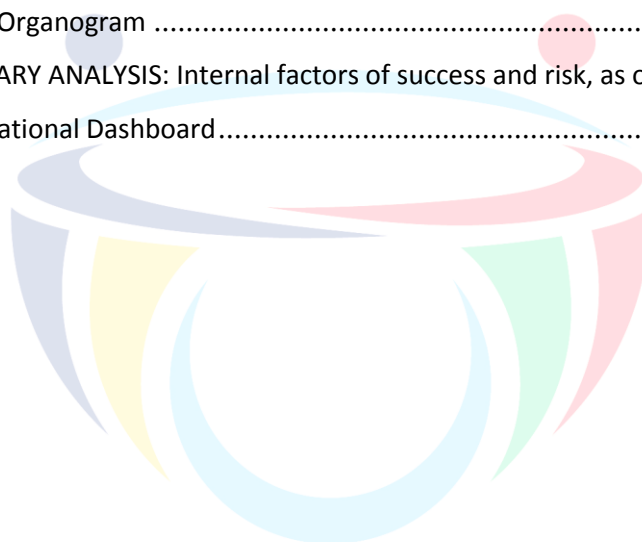 Organogram ................................................................
ARY ANALYSIS: Internal factors of success and risk, as
ational Dashboard.......................................................